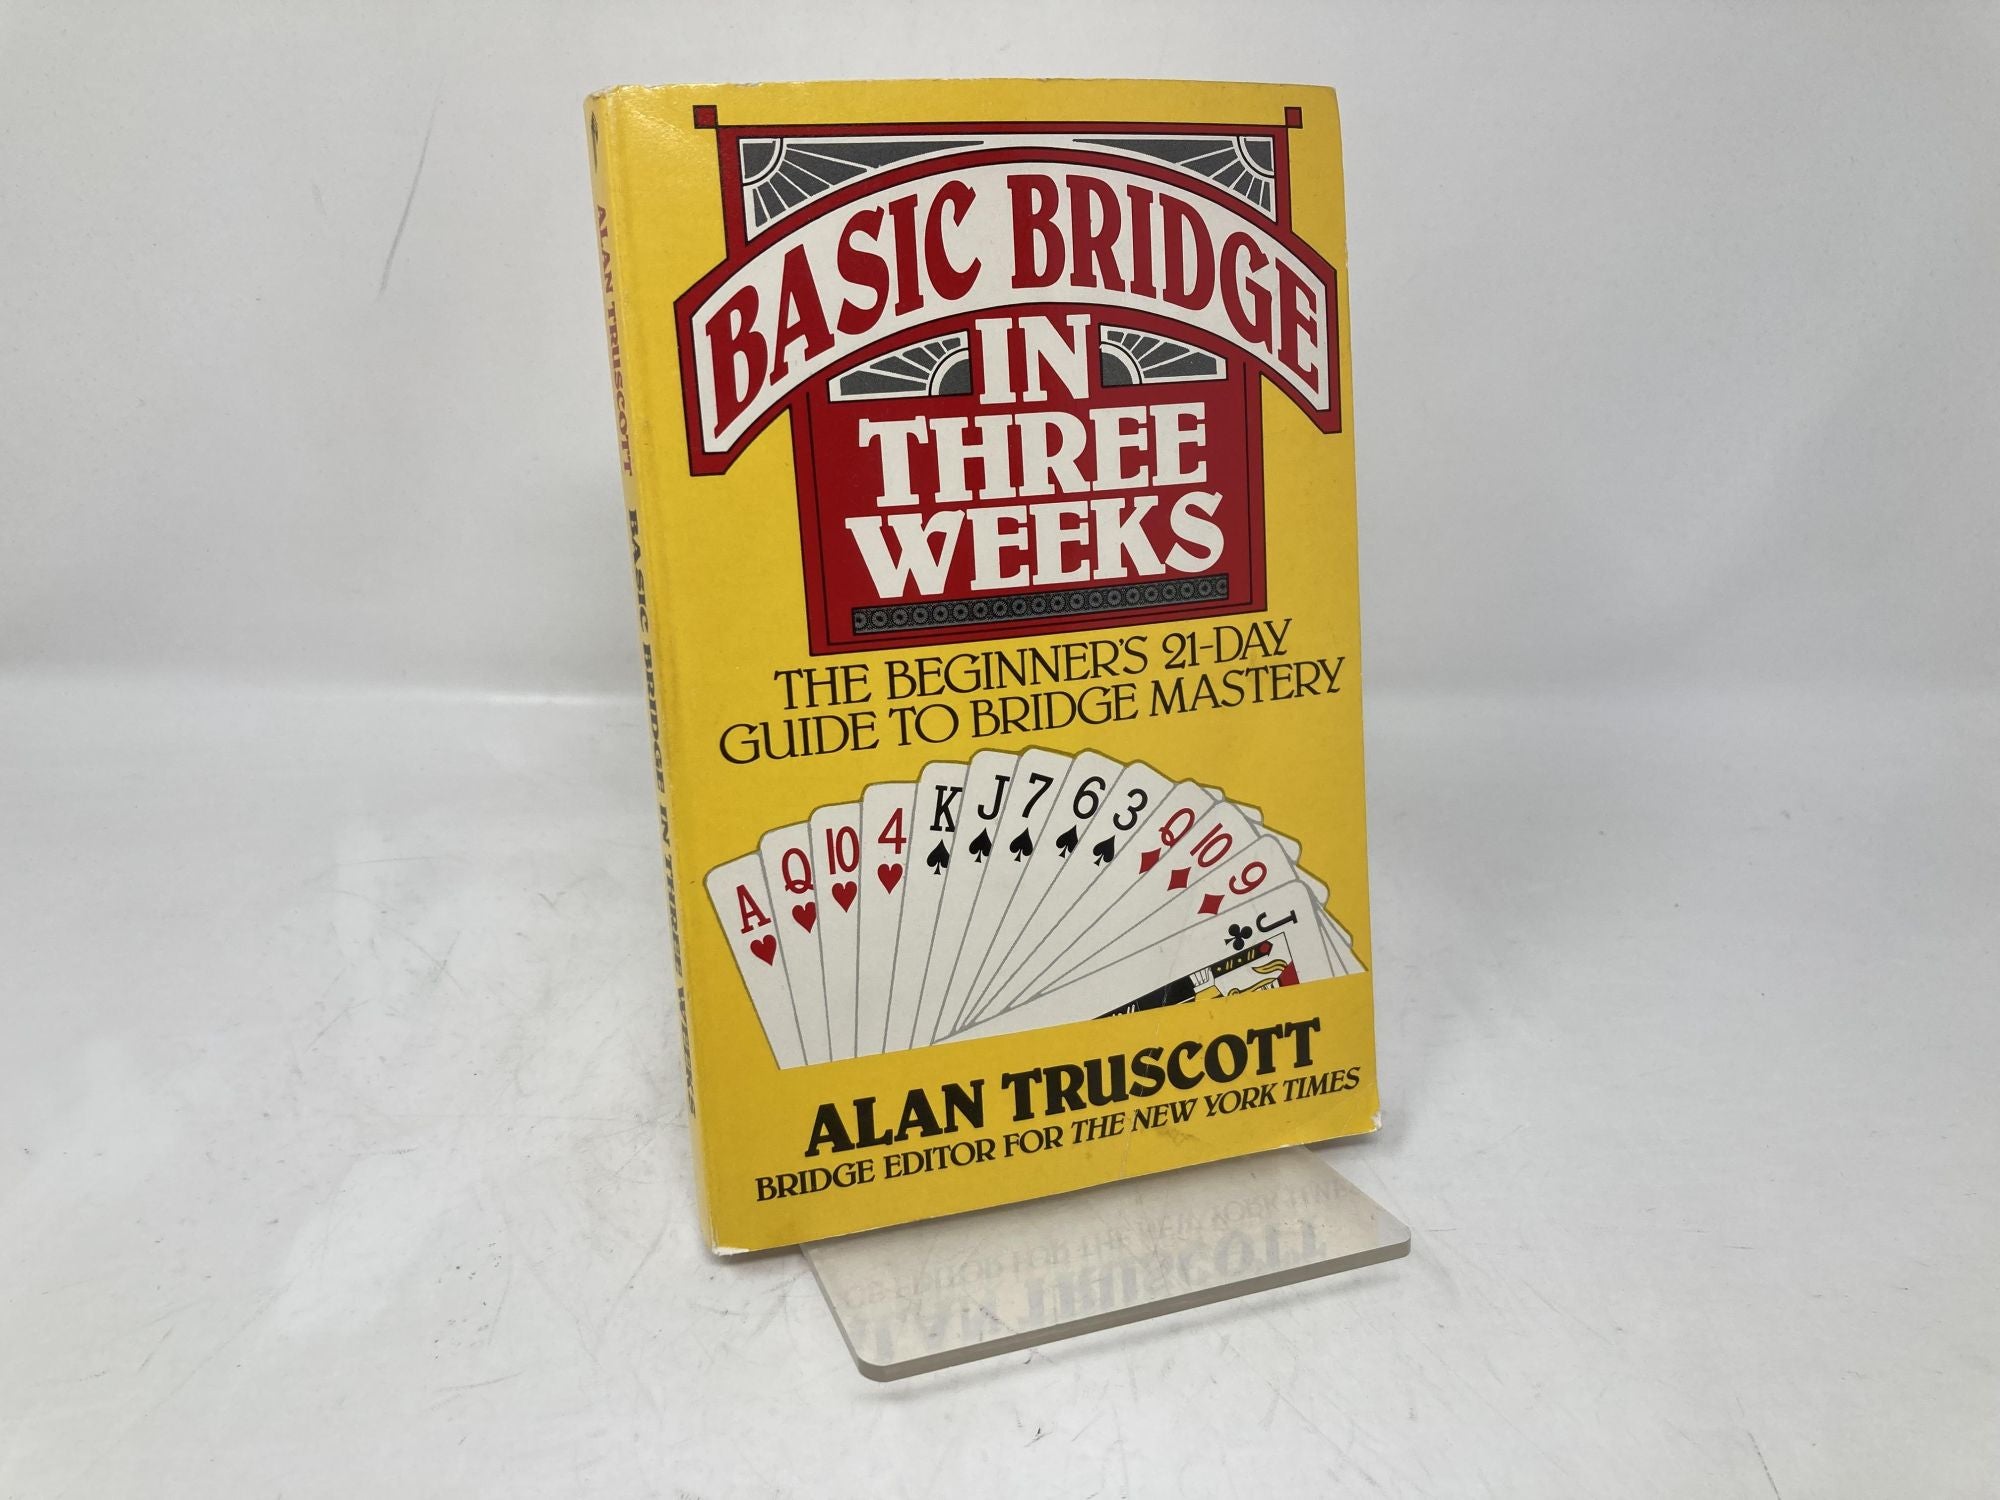 BASIC BRIDGE
IN
THREE
WEEKS
THE BEGINNER'S 21-DAY
GUIDE TO BRIDGE MASTERY
A
Q
10
4
K
J
7
6
3
Q
10
9
J
ALAN TRUSCOTT
BRIDGE EDITOR FOR THE NEW YORK TIMES
ALAN TRUSCOTT BASIC BRIDGE IN THREE WEEKS